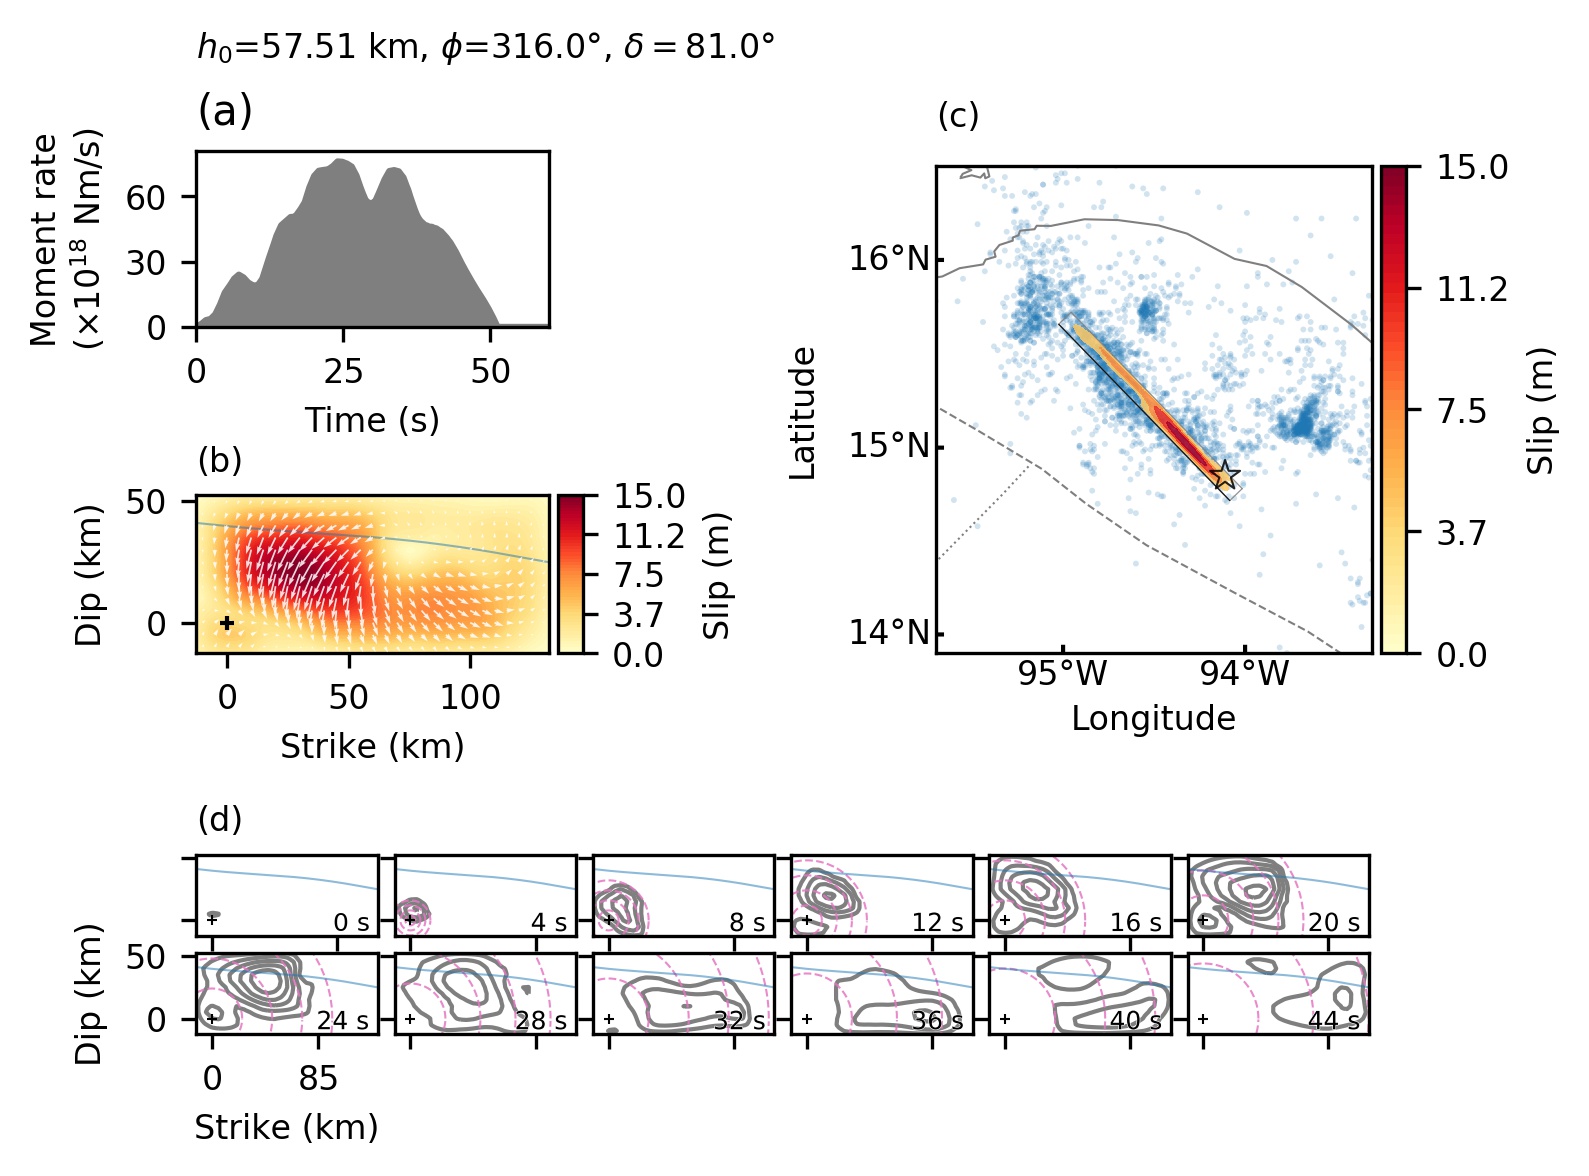 h₀=57.51 km, ϕ=316.0°, δ = 81.0°
(a)
Moment rate
(×10¹⁸ Nm/s)
60
30
0
0 25 50
Time (s)
(b)
Dip (km)
50
0
0 50 100
Strike (km)
15.0
11.2
7.5
3.7
0.0
Slip (m)
(c)
Latitude
16°N
15°N
14°N
95°W 94°W
Longitude
15.0
11.2
7.5
3.7
0.0
Slip (m)
(d)
0 s 4 s 8 s 12 s 16 s 20 s
Dip (km)
50
0
24 s 28 s 32 s 36 s 40 s 44 s
0 85
Strike (km)